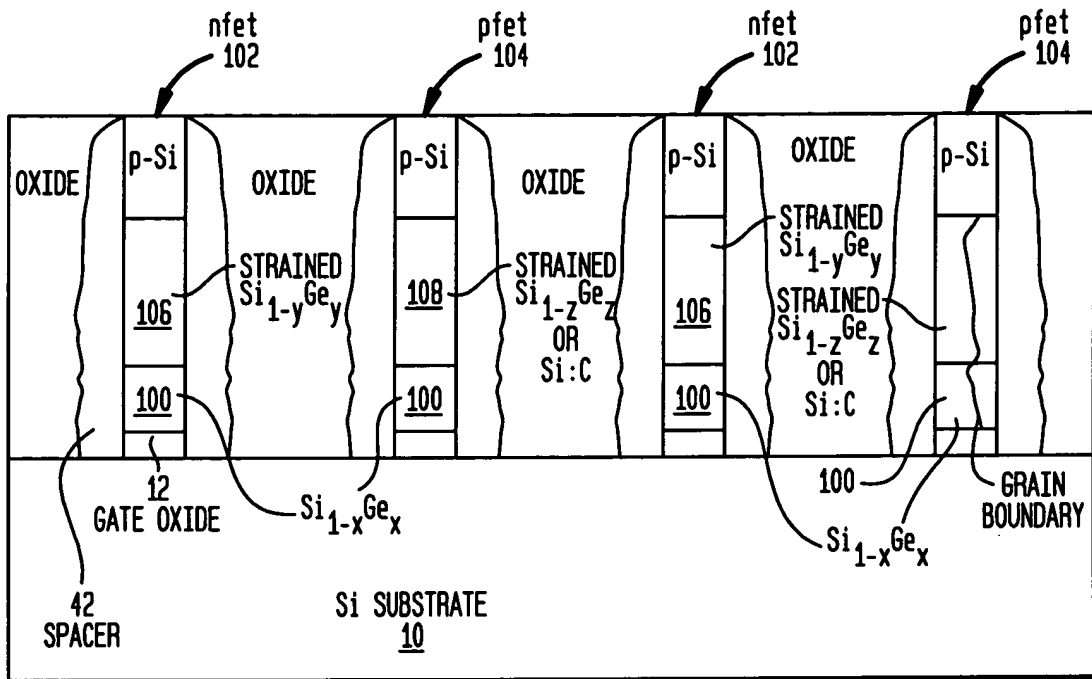 nfet
102
pfet
104
nfet
102
pfet
104
p-Si
p-Si
p-Si
p-Si
OXIDE
OXIDE
OXIDE
OXIDE
STRAINED
Si1-yGey
106
108
STRAINED
Si1-zGez
OR
Si:C
STRAINED
Si1-yGey
106
STRAINED
Si1-zGez
OR
Si:C
100
100
100
100
12
GATE OXIDE
Si1-xGex
Si1-xGex
GRAIN
BOUNDARY
42
SPACER
Si SUBSTRATE
10